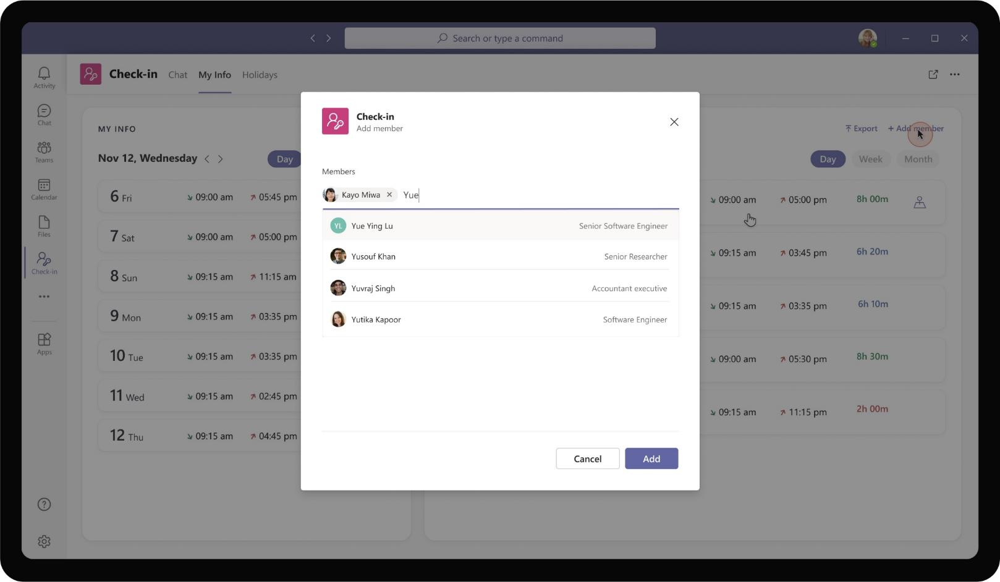 Search or type a command
Activity
Chat
Teams
Calendar
Files
Check-in
Apps
Check-in Chat My Info Holidays
MY INFO
Nov 12, Wednesday Day
6 Fri 09:00 am 05:45 pm
7 Sat 09:00 am 05:00 pm
8 Sun 09:15 am 11:15 am
9 Mon 09:15 am 03:35 pm
10 Tue 09:15 am 03:35 pm
11 Wed 09:15 am 02:45 pm
12 Thu 09:15 am 04:45 pm
Check-in
Add member
Members
Kayo Miwa Yue
YL Yue Ying Lu Senior Software Engineer
Yusouf Khan Senior Researcher
Yuvraj Singh Accountant executive
Yutika Kapoor Software Engineer
Cancel Add
Export + Add member
Day Week Month
09:00 am 05:00 pm 8h 00m
09:15 am 03:45 pm 6h 20m
09:15 am 03:35 pm 6h 10m
09:00 am 05:30 pm 8h 30m
09:15 am 11:15 pm 2h 00m